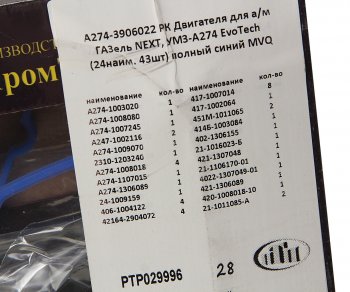 А274-3906022 РК Двигателя для а/м
ГАЗель NEXT, УМЗ-А274 EvoTech
(24наим. 43шт) полный синий MVQ
наименование кол-во
А274-1003020 1
А274-1008080 1
А274-1007245 1
А247-1002116 2
А274-1009070 1
2310-1203240 1
А274-1008018 4
А274-1107015 1
А274-1306089 1
24-1009159 1
406-1004122 4
42164-2904072 4
наименование кол-во
417-1007014 8
417-1002064 1
451М-1011065 2
414Б-1003084 1
402-1306155 1
21-1016023-Б 1
421-1307048 1
21-1106170-01 1
4022-1307049-01 1
421-1306089 1
420-1008018-10 1
21-1011085-А 2
РТР029996
28